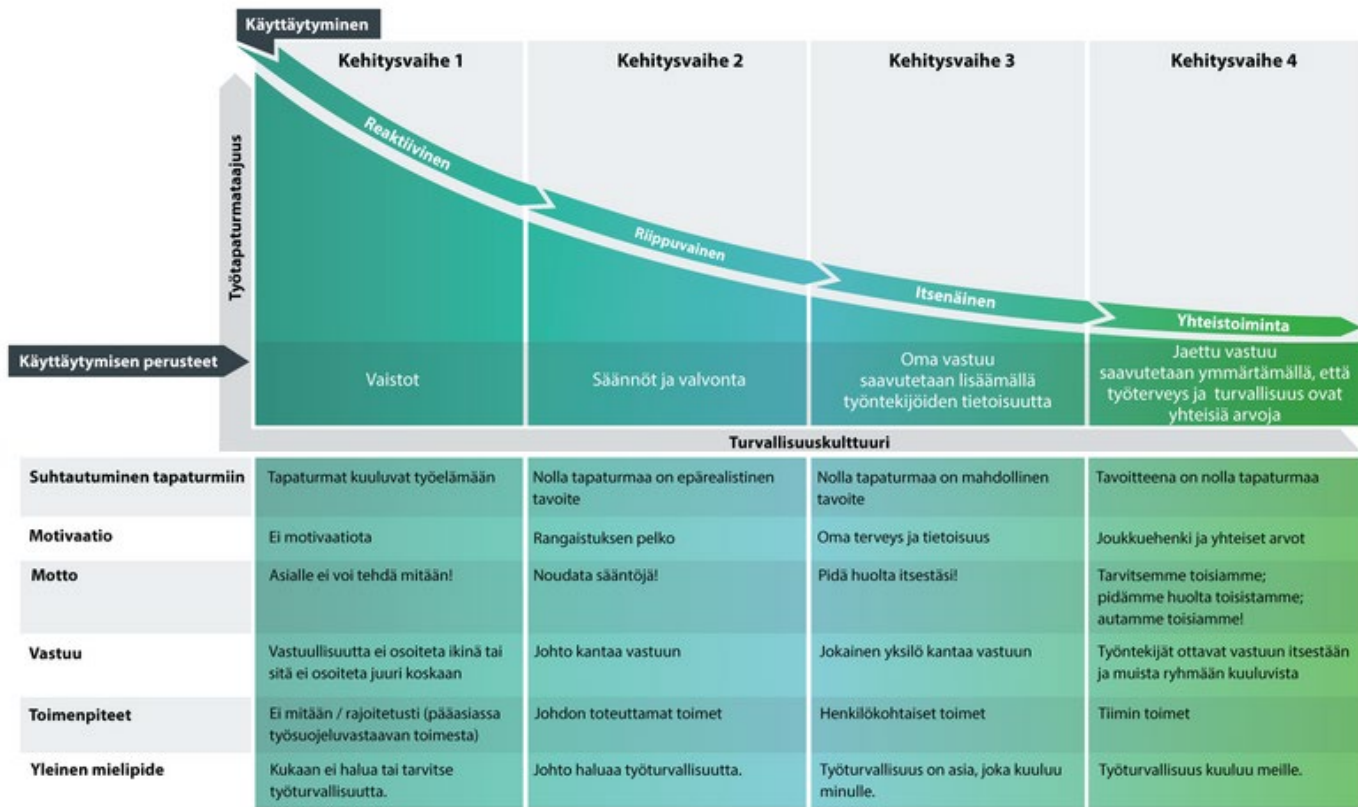 Käyttäytyminen
Kehitysvaihe 1
Kehitysvaihe 2
Kehitysvaihe 3
Kehitysvaihe 4
Työtapaturmataajuus
Reaktiivinen
Riippuvainen
Itsenäinen
Yhteistoiminta
Käyttäytymisen perusteet
Vaistot
Säännöt ja valvonta
Oma vastuu
saavutetaan lisäämällä
työntekijöiden tietoisuutta
Jaettu vastuu
saavutetaan ymmärtämällä, että
työterveys ja turvallisuus ovat
yhteisiä arvoja
Turvallisuuskulttuuri
Suhtautuminen tapaturmiin
Tapaturmat kuuluvat työelämään
Nolla tapaturmaa on epärealistinen
tavoite
Nolla tapaturmaa on mahdollinen
tavoite
Tavoitteena on nolla tapaturmaa
Motivaatio
Ei motivaatiota
Rangaistuksen pelko
Oma terveys ja tietoisuus
Joukkuehenki ja yhteiset arvot
Motto
Asialle ei voi tehdä mitään!
Noudata sääntöjä!
Pidä huolta itsestäsi!
Tarvitsemme toisiamme;
pidämme huolta toisistamme;
autamme toisiamme!
Vastuu
Vastuullisuutta ei osoiteta ikinä tai
sitä ei osoiteta juuri koskaan
Johto kantaa vastuun
Jokainen yksilö kantaa vastuun
Työntekijät ottavat vastuun itsestään
ja muista ryhmään kuuluvista
Toimenpiteet
Ei mitään / rajoitetusti (pääasiassa
työsuojeluvastaavan toimesta)
Johdon toteuttamat toimet
Henkilökohtaiset toimet
Tiimin toimet
Yleinen mielipide
Kukaan ei halua tai tarvitse
työturvallisuutta.
Johto haluaa työturvallisuutta.
Työturvallisuus on asia, joka kuuluu
minulle.
Työturvallisuus kuuluu meille.